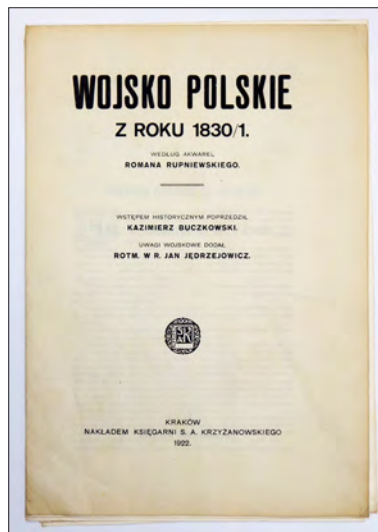 WOJSKO POLSKIE
Z ROKU 1830/1.
WEDŁUG AKWAREL
ROMANA RUPNIEWSKIEGO.
WSTĘPEM HISTORYCZNYM POPRZEDZIŁ
KAZIMIERZ BUCZKOWSKI.
UWAGI WOJSKOWE DODAŁ
ROTM. W R. JAN JĘDRZEJOWICZ.
KRAKÓW
NAKŁADEM KSIĘGARNI S. A. KRZYŻANOWSKIEGO
1922.